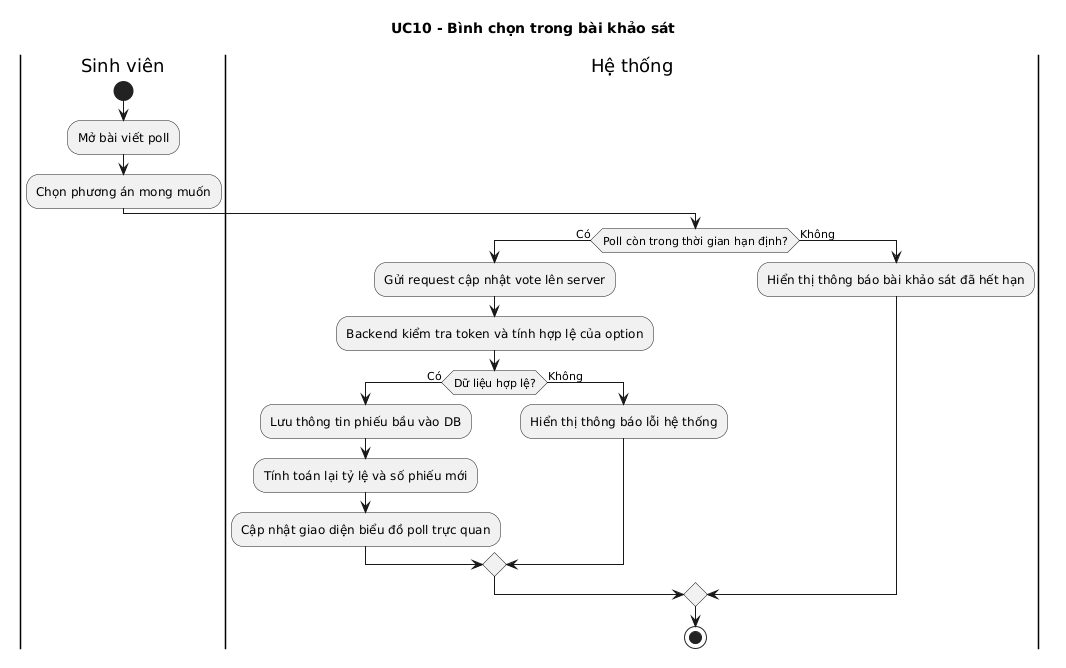 UC10 - Bình chọn trong bài khảo sát
Sinh viên
Hệ thống
Mở bài viết poll
Chọn phương án mong muốn
Poll còn trong thời gian hạn định?
Có
Không
Gửi request cập nhật vote lên server
Hiển thị thông báo bài khảo sát đã hết hạn
Backend kiểm tra token và tính hợp lệ của option
Dữ liệu hợp lệ?
Có
Không
Lưu thông tin phiếu bầu vào DB
Hiển thị thông báo lỗi hệ thống
Tính toán lại tỷ lệ và số phiếu mới
Cập nhật giao diện biểu đồ poll trực quan